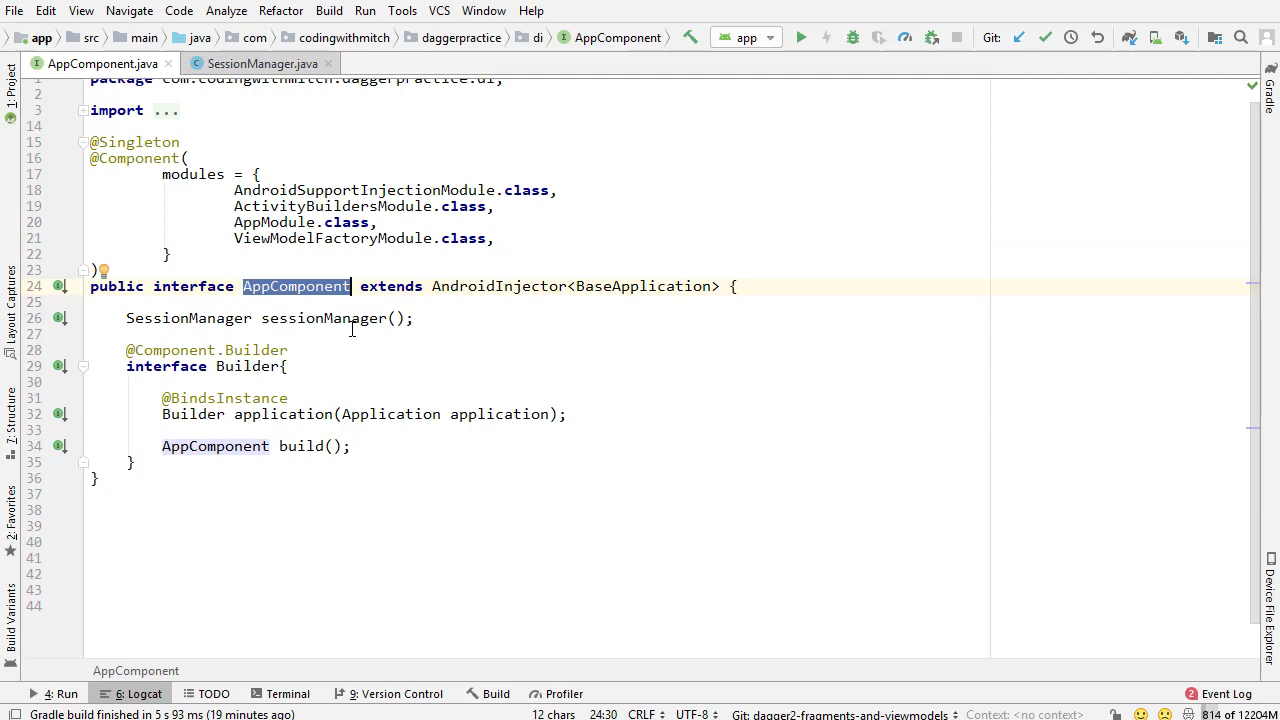 File Edit View Navigate Code Analyze Refactor Build Run Tools VCS Window Help
app src main java com codingwithmitch daggerpractice di AppComponent app Git:
AppComponent.java SessionManager.java
1: Project
Layout Captures
7: Structure
2: Favorites
Build Variants
1 package com.codingwithmitch.daggerpractice.di;
2
3 import ...
14
15 @Singleton
16 @Component(
17 modules = {
18 AndroidSupportInjectionModule.class,
19 ActivityBuildersModule.class,
20 AppModule.class,
21 ViewModelFactoryModule.class,
22 }
23 )
24 public interface AppComponent extends AndroidInjector<BaseApplication> {
25
26 SessionManager sessionManager();
27
28 @Component.Builder
29 interface Builder{
30
31 @BindsInstance
32 Builder application(Application application);
33
34 AppComponent build();
35 }
36 }
37
38
39
40
41
42
43
44
Gradle
Device File Explorer
AppComponent
4: Run 6: Logcat TODO Terminal 9: Version Control Build Profiler 2 Event Log
Gradle build finished in 5 s 93 ms (19 minutes ago) 12 chars 24:30 CRLF UTF-8 Git: dagger2-fragments-and-viewmodels Context: <no context> 814 of 12204M